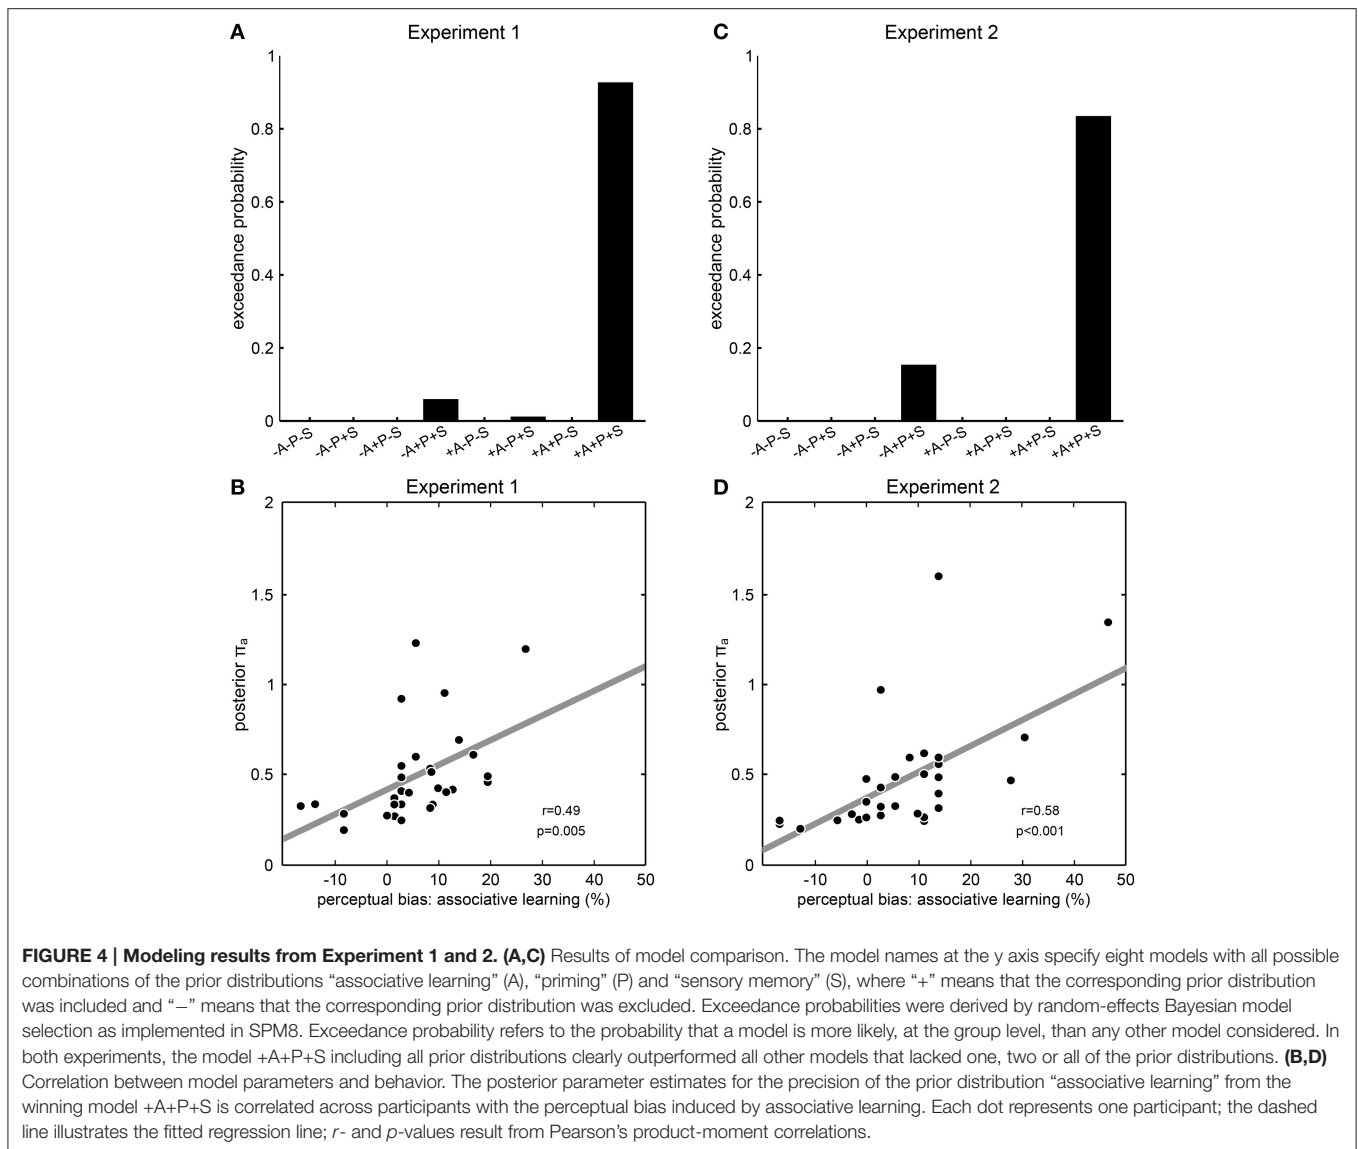 A
Experiment 1
1
0.8
0.6
0.4
0.2
0
exceedance probability
-A-P-S
-A-P+S
-A+P-S
-A+P+S
+A-P-S
+A-P+S
+A+P-S
+A+P+S
C
Experiment 2
1
0.8
0.6
0.4
0.2
0
exceedance probability
-A-P-S
-A-P+S
-A+P-S
-A+P+S
+A-P-S
+A-P+S
+A+P-S
+A+P+S
B
Experiment 1
2
1.5
1
0.5
0
posterior πa
r=0.49
p=0.005
-10 0 10 20 30 40 50
perceptual bias: associative learning (%)
D
Experiment 2
2
1.5
1
0.5
0
posterior πa
r=0.58
p<0.001
-10 0 10 20 30 40 50
perceptual bias: associative learning (%)
FIGURE 4 | Modeling results from Experiment 1 and 2. (A,C) Results of model comparison. The model names at the y axis specify eight models with all possible
combinations of the prior distributions “associative learning” (A), “priming” (P) and “sensory memory” (S), where “+” means that the corresponding prior distribution
was included and “−” means that the corresponding prior distribution was excluded. Exceedance probabilities were derived by random-effects Bayesian model
selection as implemented in SPM8. Exceedance probability refers to the probability that a model is more likely, at the group level, than any other model considered. In
both experiments, the model +A+P+S including all prior distributions clearly outperformed all other models that lacked one, two or all of the prior distributions. (B,D)
Correlation between model parameters and behavior. The posterior parameter estimates for the precision of the prior distribution “associative learning” from the
winning model +A+P+S is correlated across participants with the perceptual bias induced by associative learning. Each dot represents one participant; the dashed
line illustrates the fitted regression line; r- and p-values result from Pearson’s product-moment correlations.